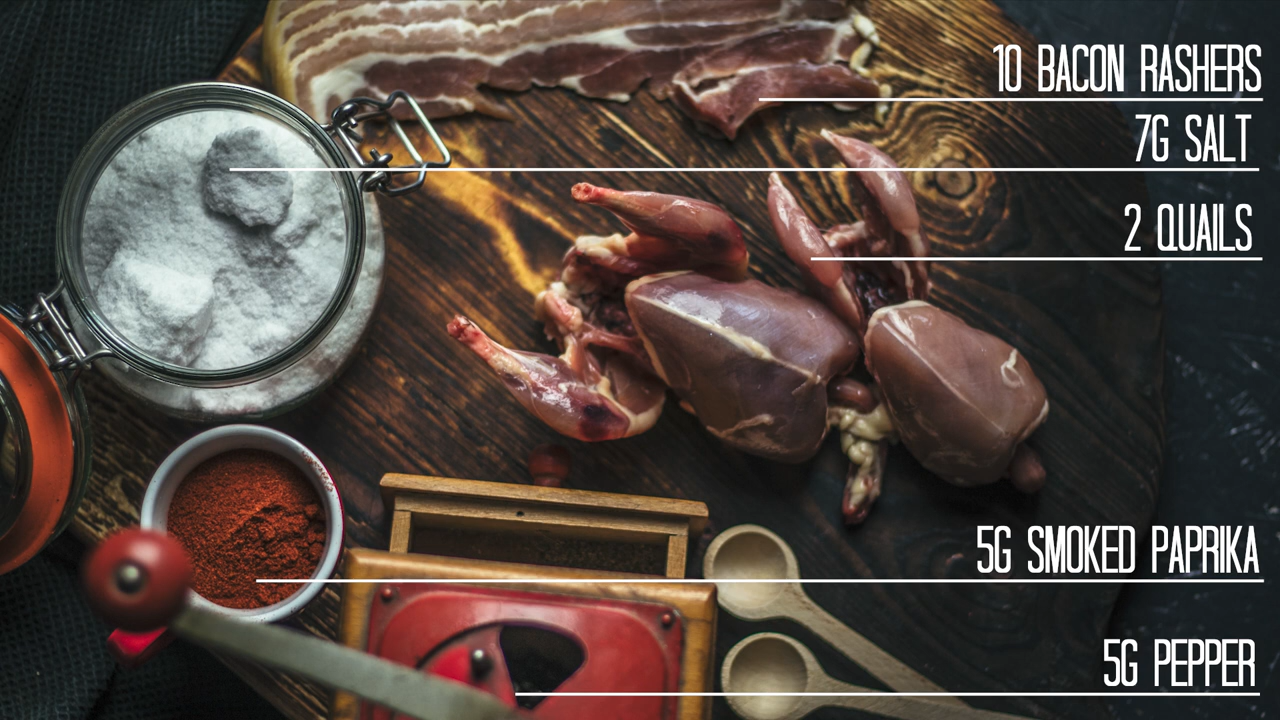 10 BACON RASHERS
7G SALT
2 QUAILS
5G SMOKED PAPRIKA
5G PEPPER